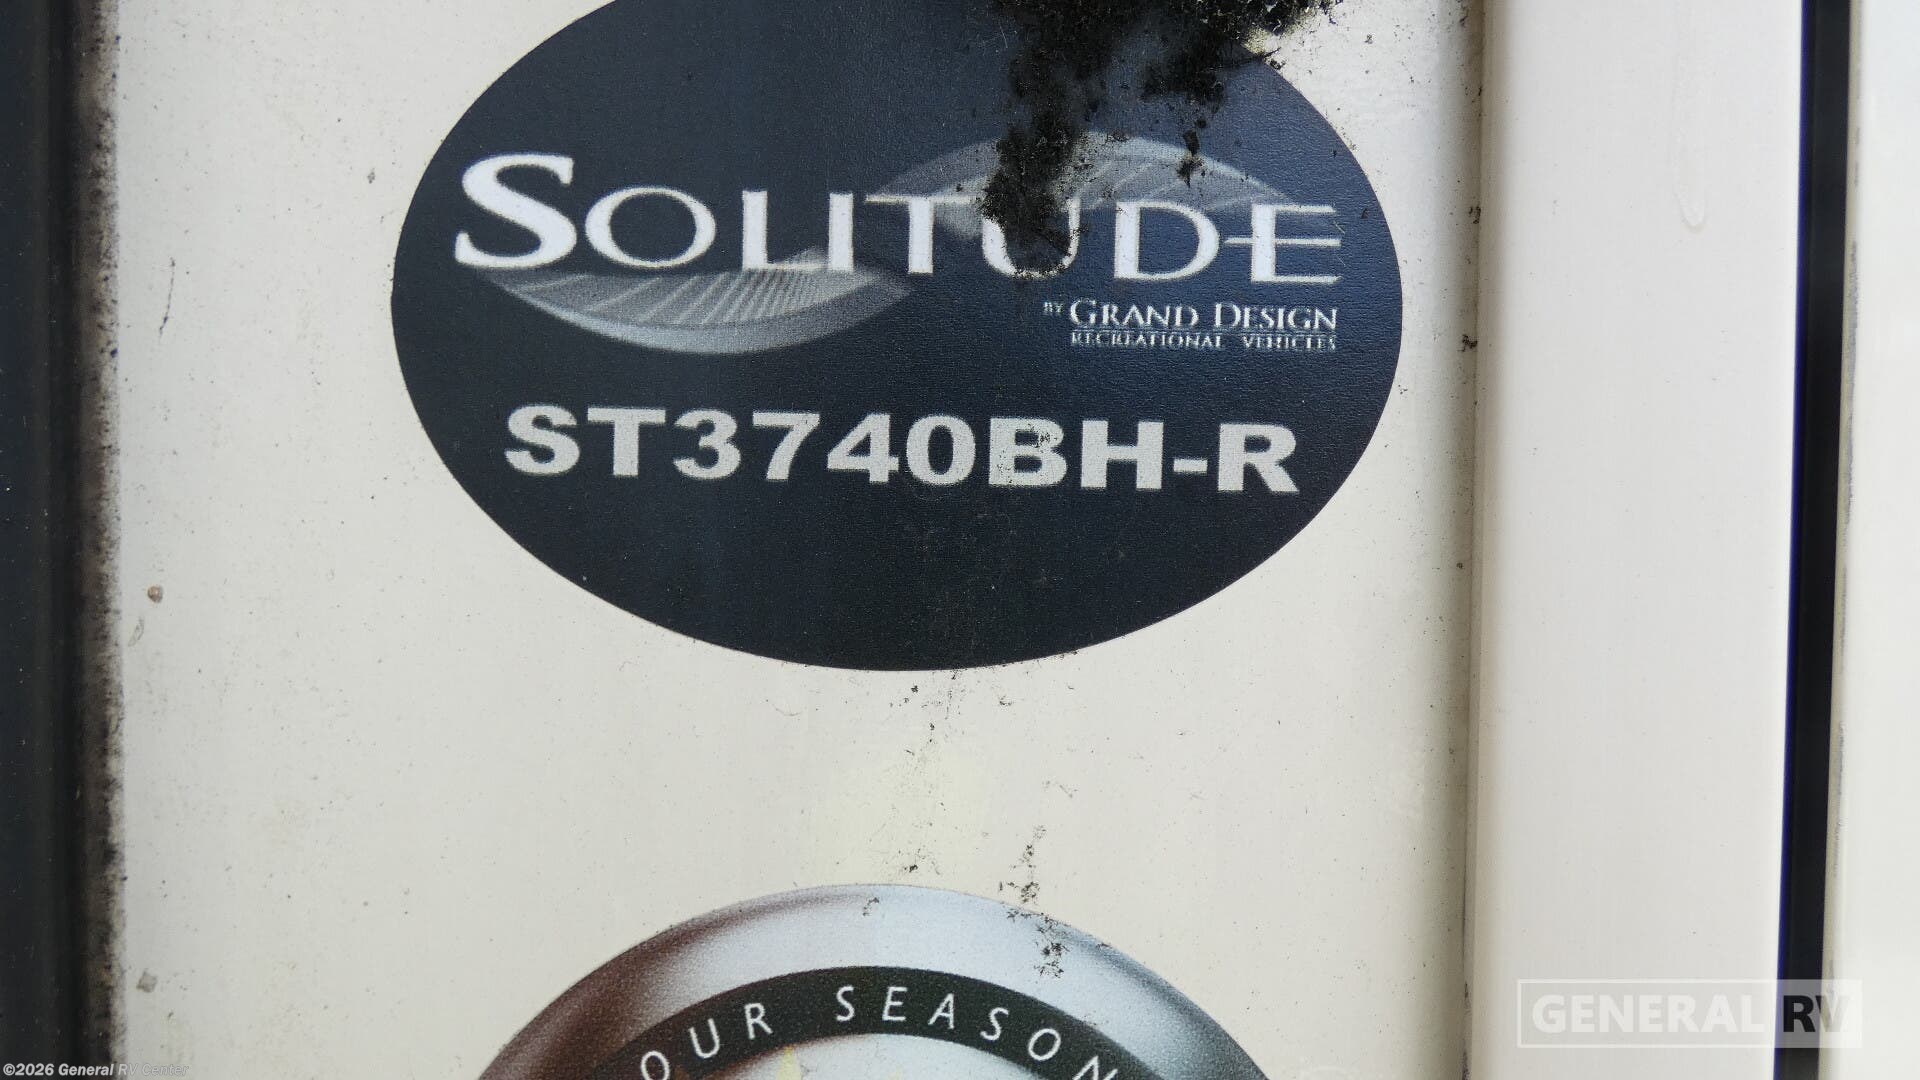 SOLITUDE
BY GRAND DESIGN
RECREATIONAL VEHICLES
ST3740BH-R
OUR SEASON
GENERAL RV
©2026 General RV Center